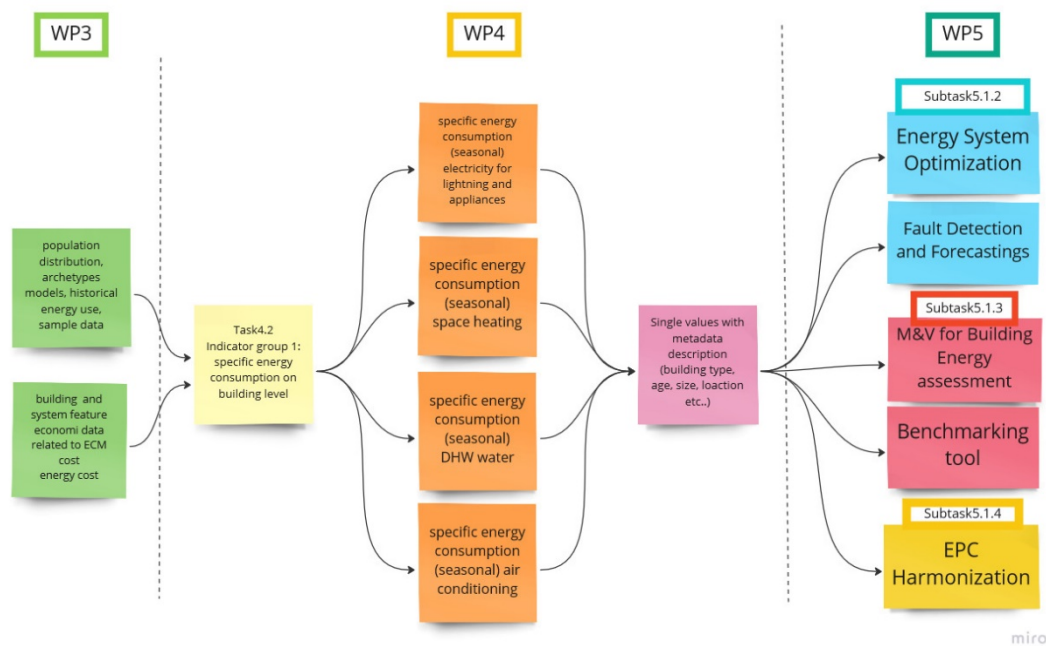 WP3
WP4
WP5
population
distribution,
archetypes
models, historical
energy use,
sample data
building and
system feature
economi data
related to ECM
cost
energy cost
Task4.2
Indicator group 1:
specific energy
consumption on
building level
specific energy
consumption
(seasonal)
electricity for
lightning and
appliances
specific energy
consumption
(seasonal)
space heating
specific energy
consumption
(seasonal)
DHW water
specific energy
consumption
(seasonal) air
conditioning
Single values with
metadata
description
(building type,
age, size, loaction
etc..)
Subtask5.1.2
Energy System
Optimization
Fault Detection
and Forecastings
Subtask5.1.3
M&V for Building
Energy
assessment
Benchmarking
tool
Subtask5.1.4
EPC
Harmonization
miro